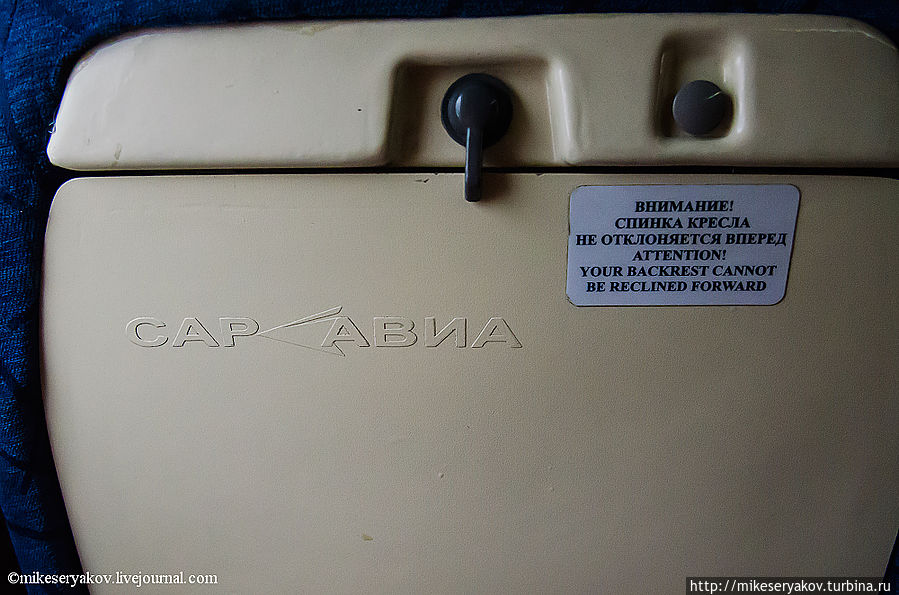 ВНИМАНИЕ!
СПИНКА КРЕСЛА
НЕ ОТКЛОНЯЕТСЯ ВПЕРЕД
ATTENTION!
YOUR BACKREST CANNOT
BE RECLINED FORWARD
САРАВИА
©mikeseryakov.livejournal.com
http://mikeseryakov.turbina.ru